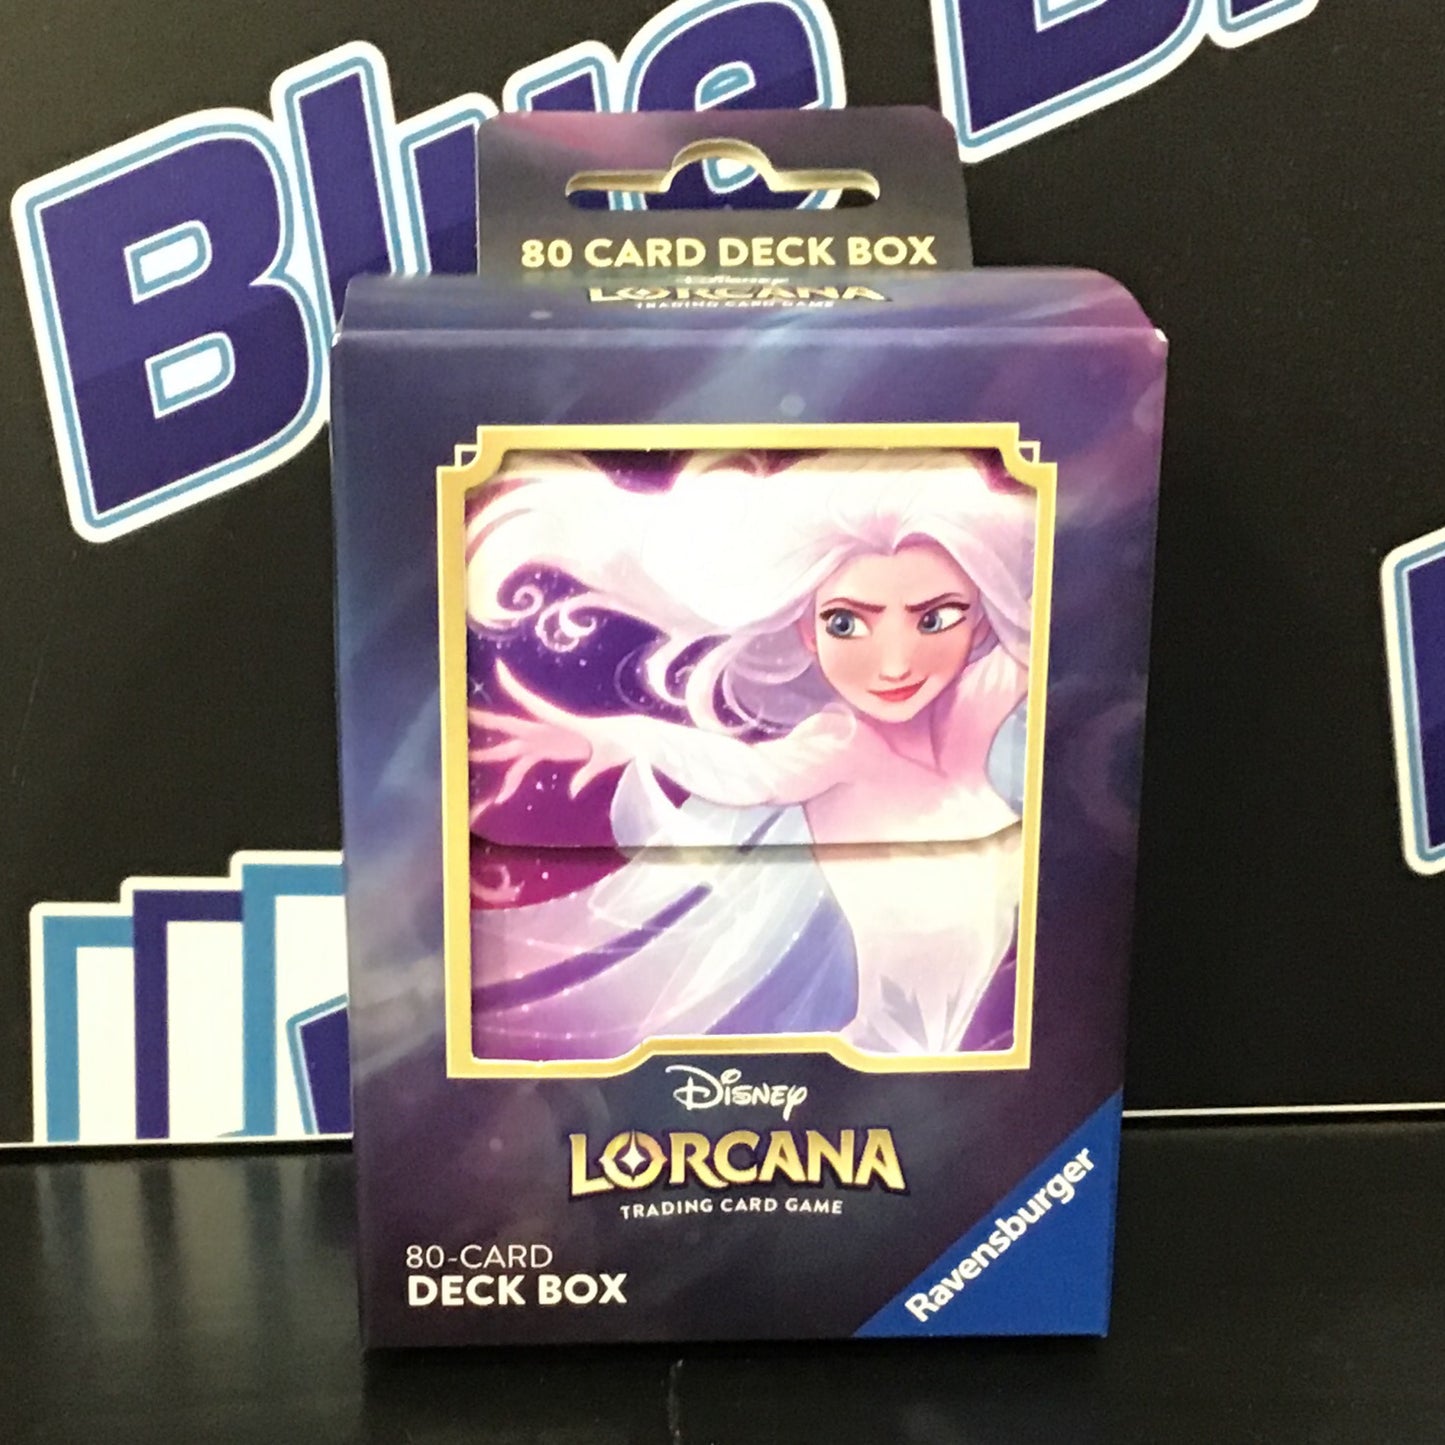 Blue
80 CARD DECK BOX
Disney
LORCANA
TRADING CARD GAME
Disney
LORCANA
TRADING CARD GAME
80-CARD
DECK BOX
Ravensburger